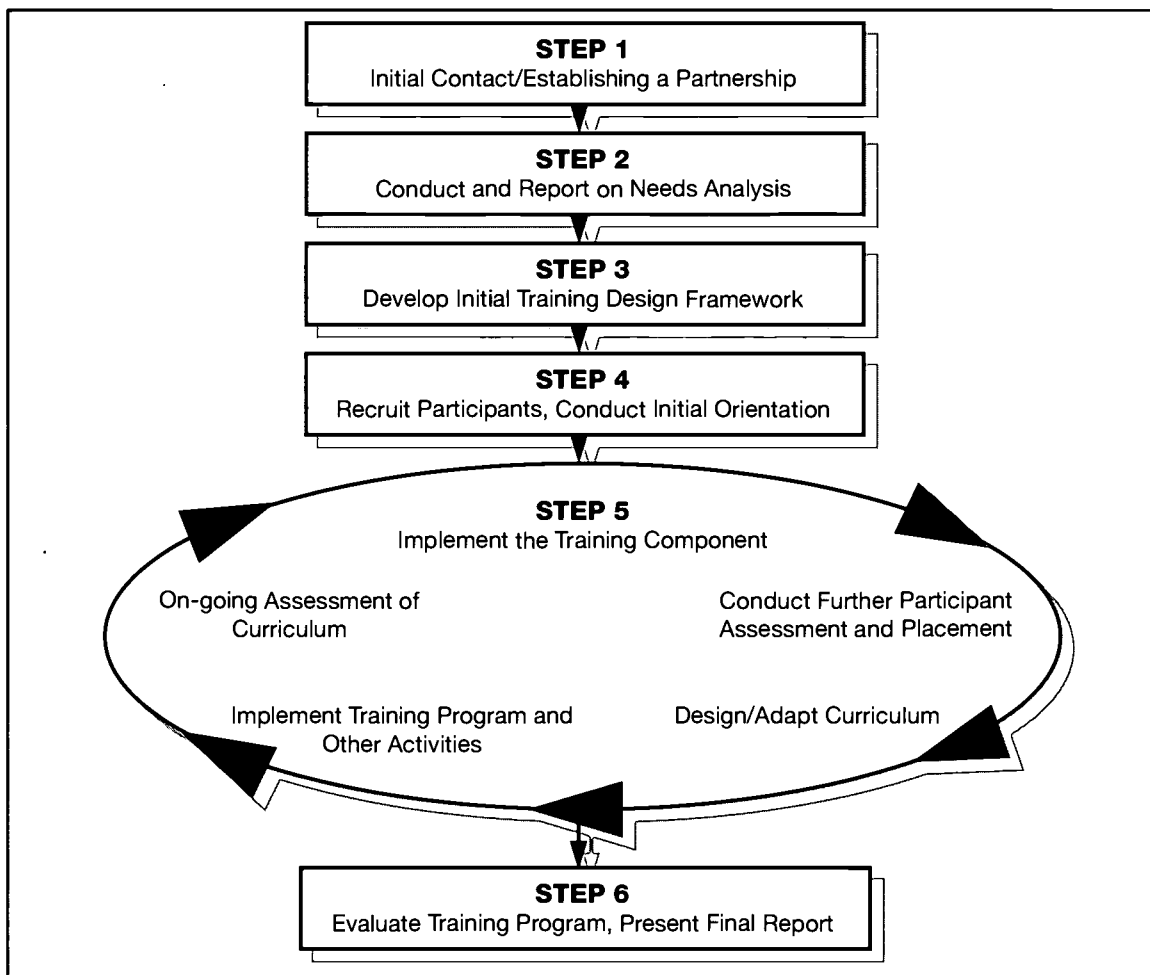 STEP 1
Initial Contact/Establishing a Partnership
STEP 2
Conduct and Report on Needs Analysis
STEP 3
Develop Initial Training Design Framework
STEP 4
Recruit Participants, Conduct Initial Orientation
STEP 5
Implement the Training Component
On-going Assessment of
Curriculum
Conduct Further Participant
Assessment and Placement
Implement Training Program and
Other Activities
Design/Adapt Curriculum
STEP 6
Evaluate Training Program, Present Final Report